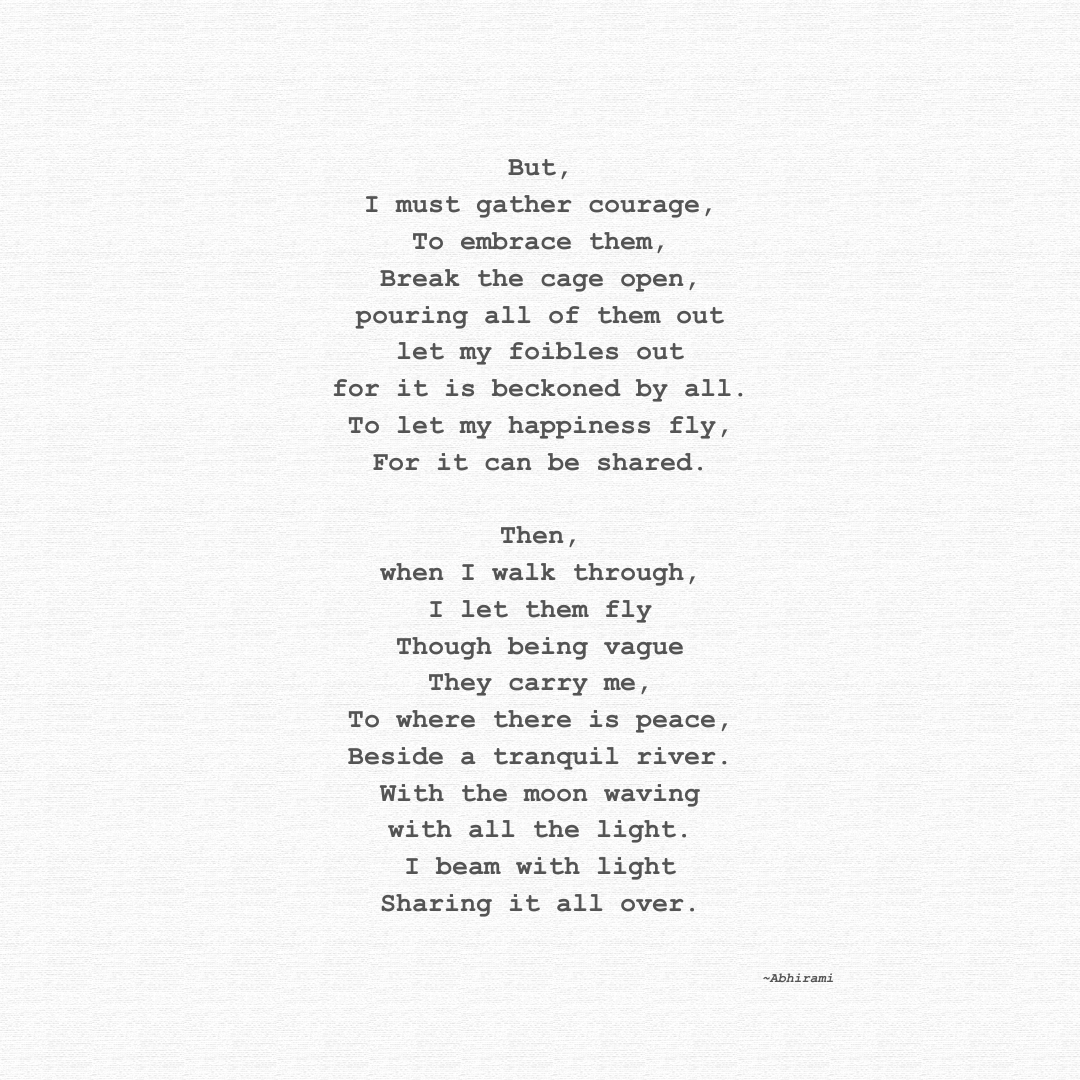 But,
I must gather courage,
To embrace them,
Break the cage open,
pouring all of them out
let my foibles out
for it is beckoned by all.
To let my happiness fly,
For it can be shared.

Then,
when I walk through,
I let them fly
Though being vague
They carry me,
To where there is peace,
Beside a tranquil river.
With the moon waving
with all the light.
I beam with light
Sharing it all over.

~Abhirami